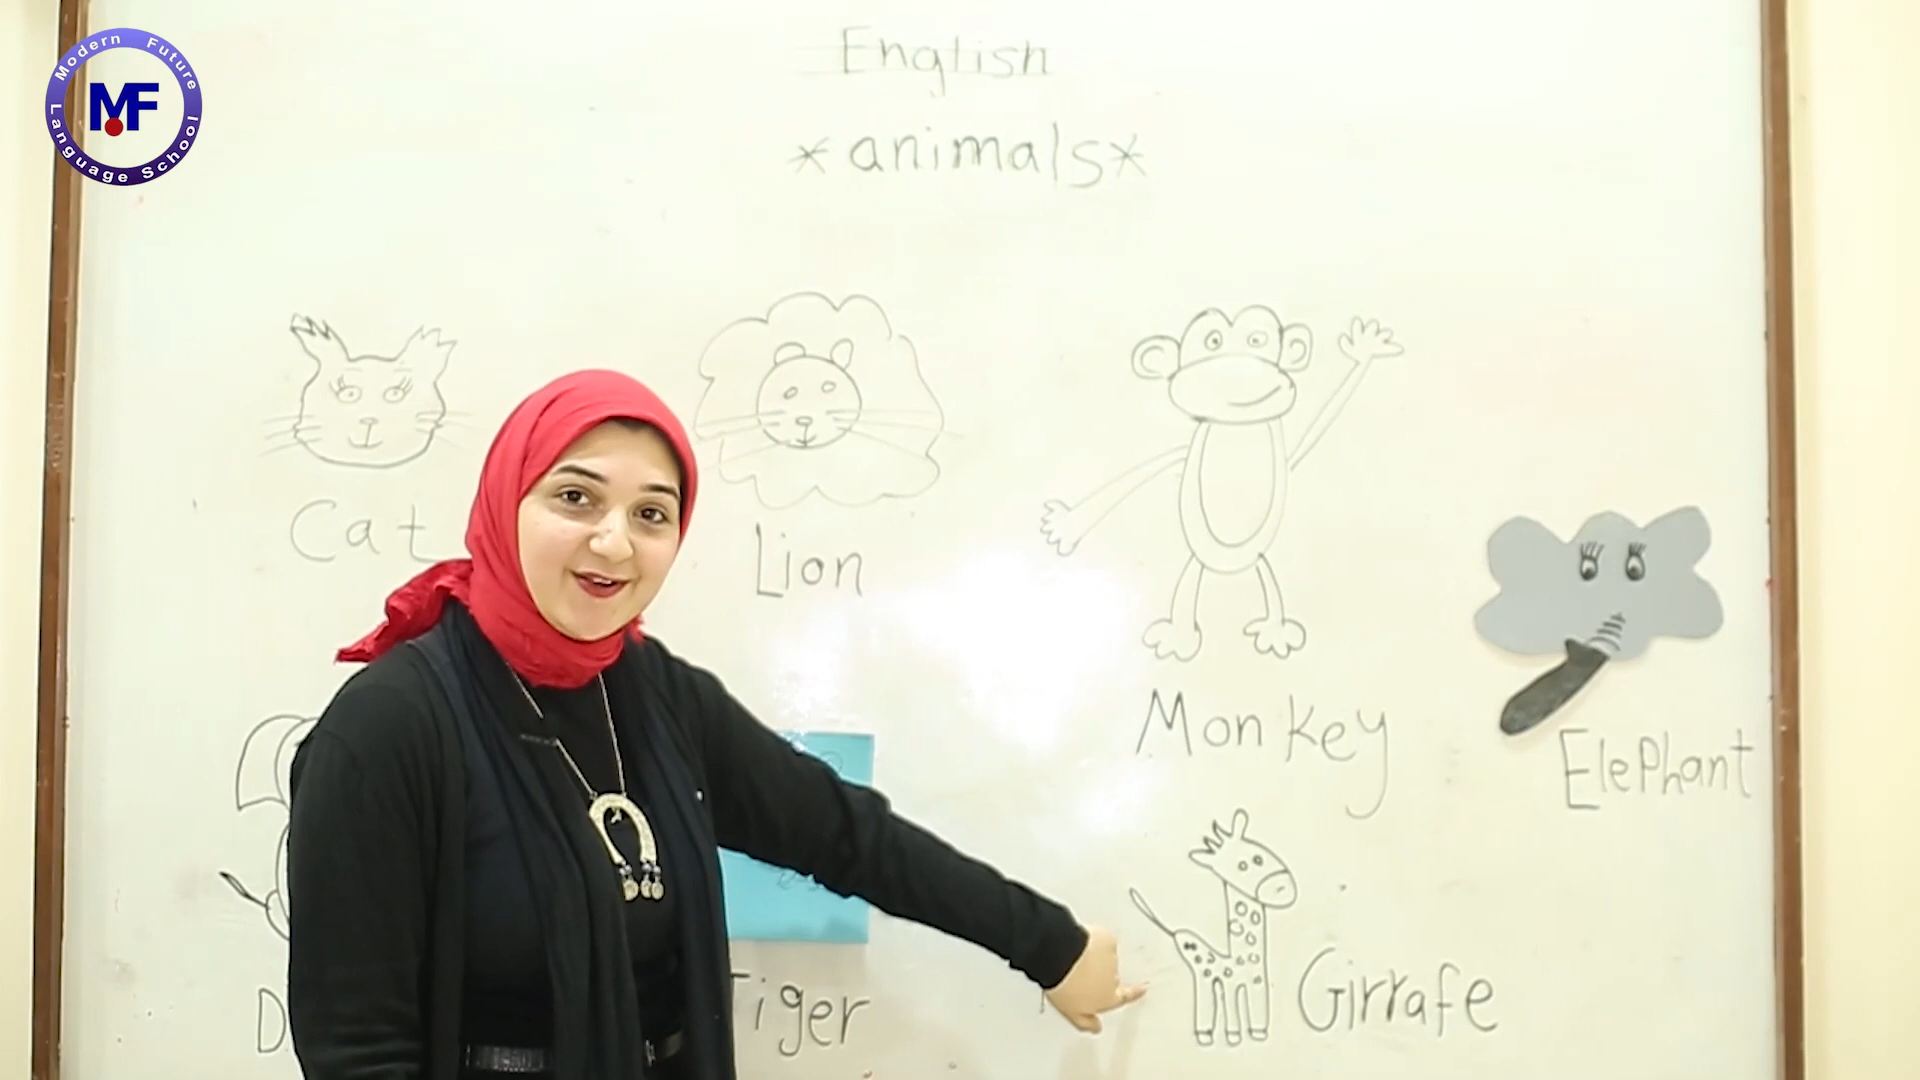 Modern Future
Language School
MF
English
*animals*
Cat
Lion
Monkey
Elephant
Tiger
Girrafe